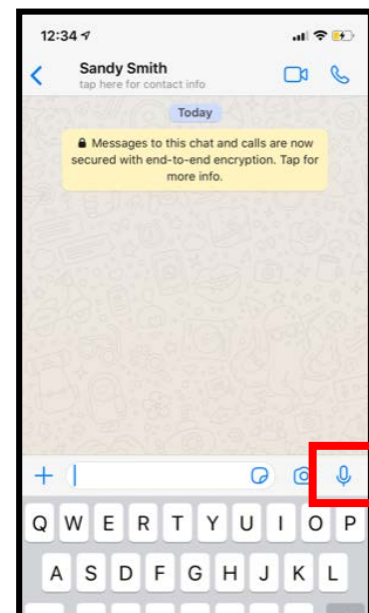 12:34
Sandy Smith
tap here for contact info
Today
Messages to this chat and calls are now
secured with end-to-end encryption. Tap for
more info.
Q W E R T Y U I O P
A S D F G H J K L